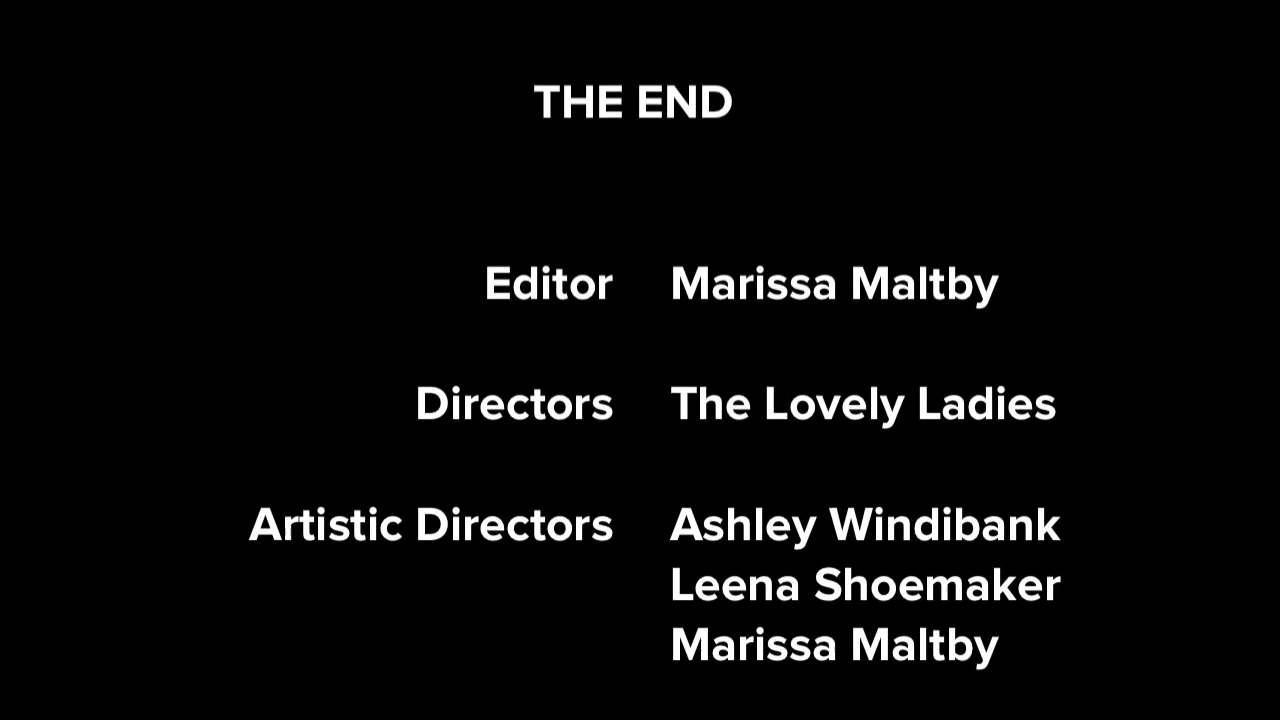 THE END
Editor Marissa Maltby
Directors The Lovely Ladies
Artistic Directors Ashley Windibank
Leena Shoemaker
Marissa Maltby